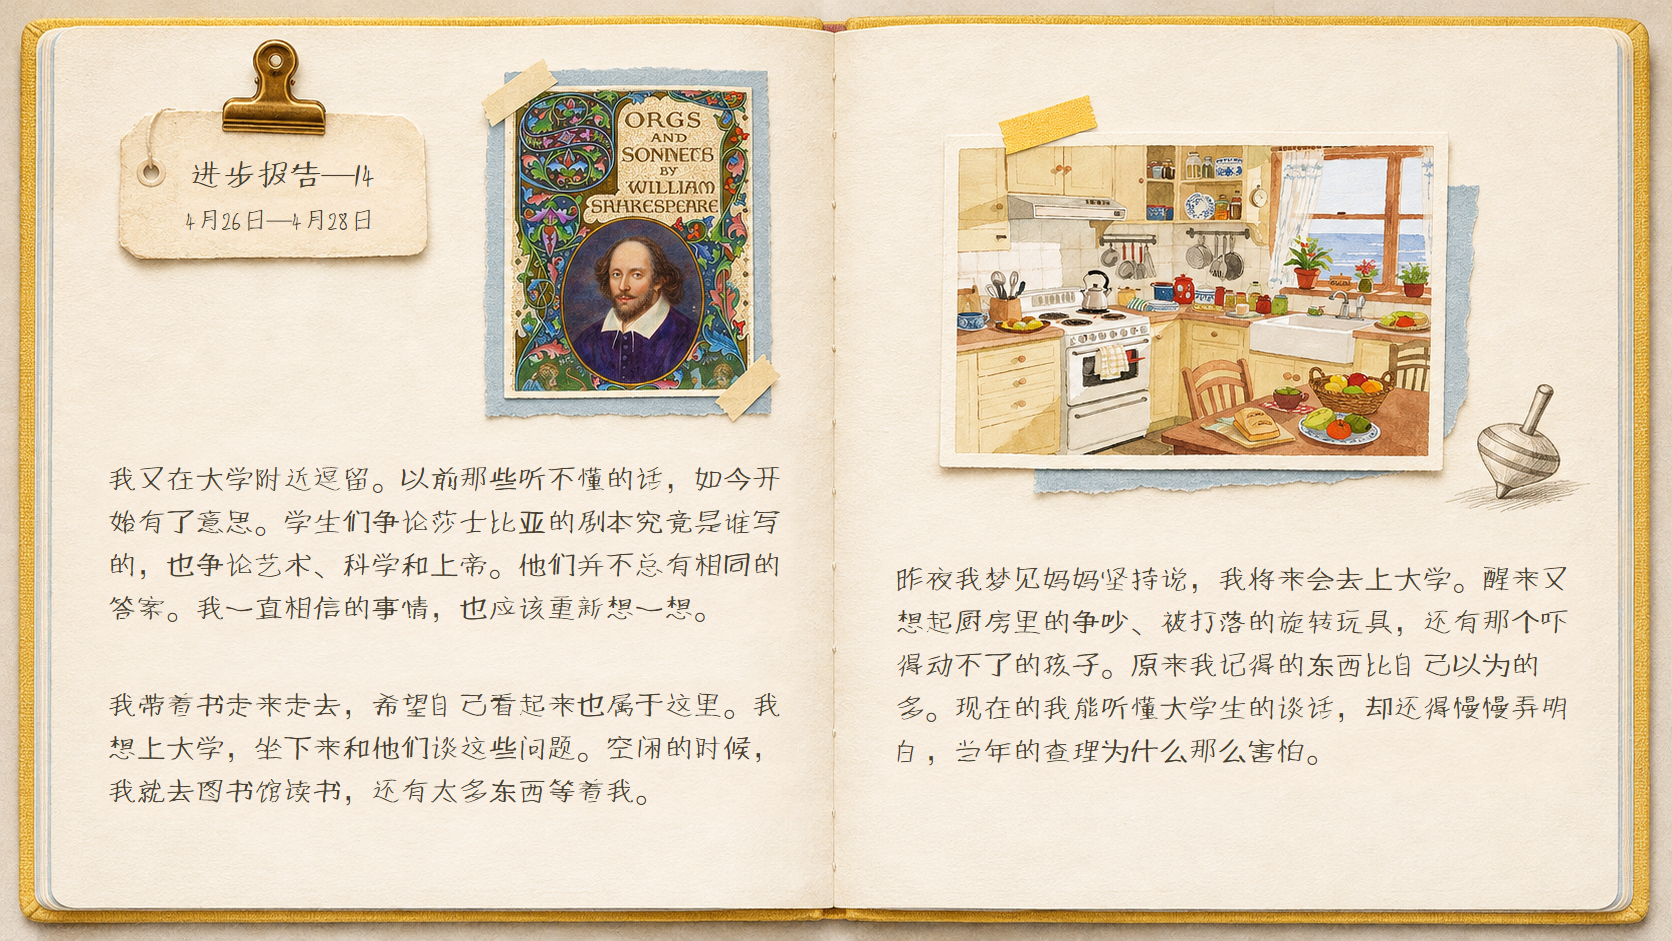 进步报告—14
4月26日—4月28日
ORGS
AND
SONNETS
BY
WILLIAM
SHAKESPEARE
我又在大学附近逗留。以前那些听不懂的话，如今开
始有了意思。学生们争论莎士比亚的剧本究竟是谁写
的，也争论艺术、科学和上帝。他们并不总有相同的
答案。我一直相信的事情，也应该重新想一想。
我带着书走来走去，希望自己看起来也属于这里。我
想上大学，坐下来和他们谈这些问题。空闲的时候，
我就去图书馆读书，还有太多东西等着我。
昨夜我梦见妈妈坚持说，我将来会去上大学。醒来又
想起厨房里的争吵、被打落的旋转玩具，还有那个吓
得动不了的孩子。原来我记得的东西比自己以为的
多。现在的我能听懂大学生的谈话，却还得慢慢弄明
白，当年的查理为什么那么害怕。